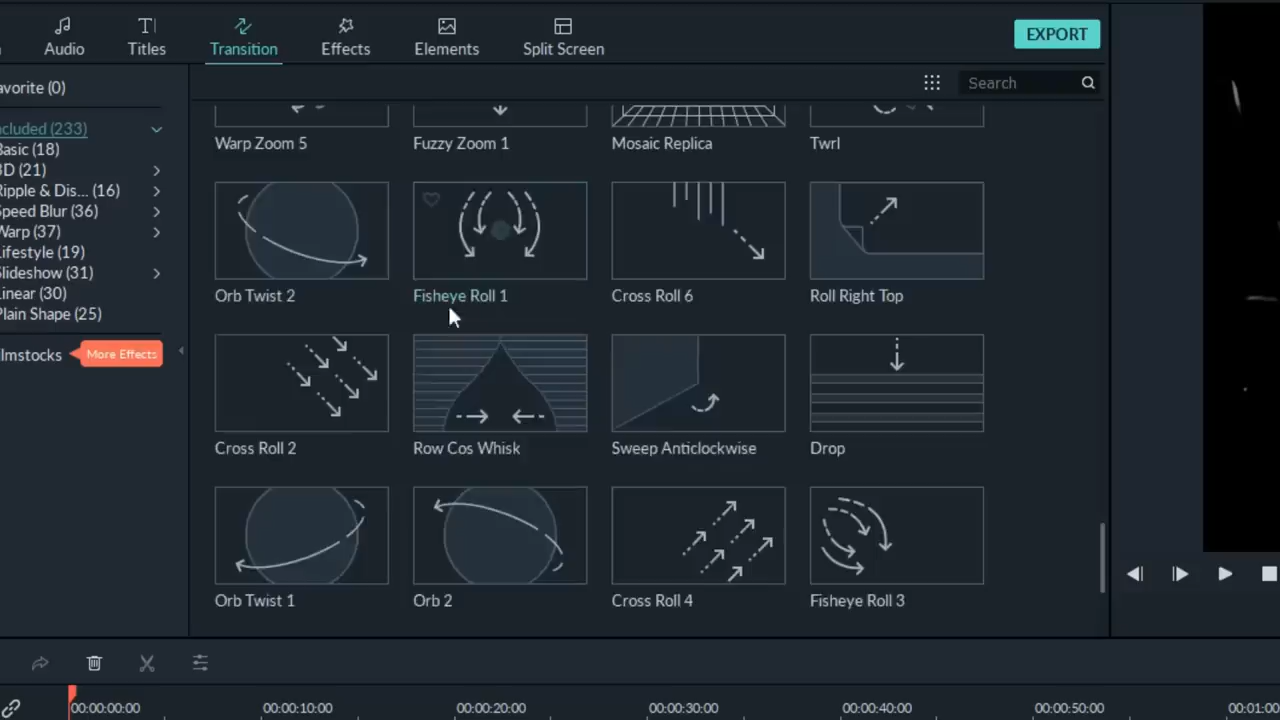 Audio
Titles
Transition
Effects
Elements
Split Screen
EXPORT
avorite (0)
Search
cluded (233)
Basic (18)
3D (21)
Ripple & Dis... (16)
Speed Blur (36)
Warp (37)
Lifestyle (19)
Slideshow (31)
Linear (30)
Plain Shape (25)
lmstocks
More Effects
Warp Zoom 5
Fuzzy Zoom 1
Mosaic Replica
Twrl
Orb Twist 2
Fisheye Roll 1
Cross Roll 6
Roll Right Top
Cross Roll 2
Row Cos Whisk
Sweep Anticlockwise
Drop
Orb Twist 1
Orb 2
Cross Roll 4
Fisheye Roll 3
00:00:00:00
00:00:10:00
00:00:20:00
00:00:30:00
00:00:40:00
00:00:50:00
00:01:00